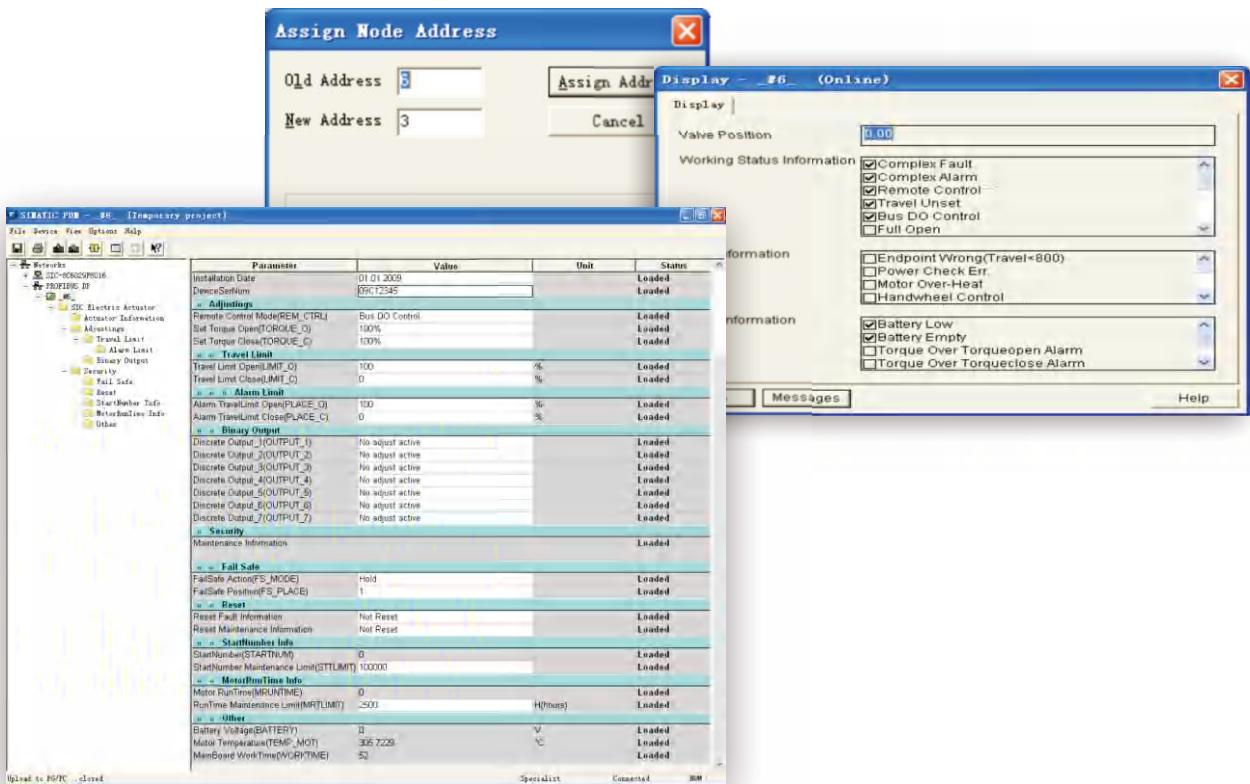 Assign Node Address
Old Address 6
Assign Addr
New Address 3
Cancel
Display - _#6_ (Online)
Display
Valve Position 0.00
Working Status Information
Complex Fault
Complex Alarm
Remote Control
Travel Unset
Bus DO Control
Full Open
formation
Endpoint Wrong(Travel<800)
Power Check Err.
Motor Over-Heat
Handwheel Control
nformation
Battery Low
Battery Empty
Torque Over Torqueopen Alarm
Torque Over Torqueclose Alarm
Messages
Help
SIMATIC PDM - _#6_ [Temporary project]
File Device View Options Help
Networks
PROFIBUS DP
_#6_
SDC Electric Actuator
Actuator Information
Adjustings
Travel Limit
Alarm Limit
Binary Output
Security
Fail Safe
Reset
StartNumber Info
MotorRunTime Info
Other
Parameter Value Unit Status
Installation Date 01 01 2009 Loaded
DeviceSerNum 09C12345 Loaded
» Adjustings
Remote Control Mode(REM_CTRL) Bus DO Control Loaded
Set Torque Open(TORQUE_O) 100% Loaded
Set Torque Close(TORQUE_C) 100% Loaded
» » Travel Limit
Travel Limit Open(LIMIT_O) 100 % Loaded
Travel Limit Close(LIMIT_C) 0 % Loaded
» » » Alarm Limit
Alarm TravelLimit Open(PLACE_O) 100 % Loaded
Alarm TravelLimit Close(PLACE_C) 0 % Loaded
» » Binary Output
Discrete Output_1(OUTPUT_1) No adjust active Loaded
Discrete Output_2(OUTPUT_2) No adjust active Loaded
Discrete Output_3(OUTPUT_3) No adjust active Loaded
Discrete Output_4(OUTPUT_4) No adjust active Loaded
Discrete Output_5(OUTPUT_5) No adjust active Loaded
Discrete Output_6(OUTPUT_6) No adjust active Loaded
Discrete Output_7(OUTPUT_7) No adjust active Loaded
» Security
Maintenance Information Loaded
» » Fail Safe
FailSafe Action(FS_MODE) Hold Loaded
FailSafe Position(FS_PLACE) 1 Loaded
» » Reset
Reset Fault Information Not Reset Loaded
Reset Maintenance Information Not Reset Loaded
» » StartNumber Info
StartNumber(STARTNUM) 0 Loaded
StartNumber Maintenance Limit(STTLIMIT) 100000 Loaded
» » MotorRunTime Info
Motor RunTime(MRUNTIME) 0 Loaded
RunTime Maintenance Limit(MRTLIMIT) 2500 H(hours) Loaded
» » Other
Battery Voltage(BATTERY) 0 V Loaded
Motor Temperature(TEMP_MOT) 305.7229 °C Loaded
MainBoard WorkTime(WORKTIME) 52 Loaded
Upload to PG/PC closed Specialist Connected NUM